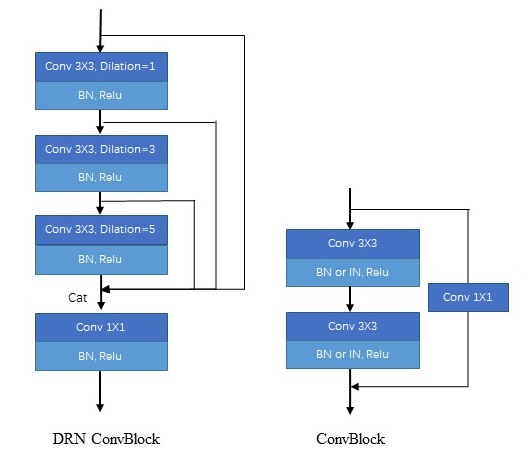 Conv 3X3, Dilation=1
BN, Relu
Conv 3X3, Dilation=3
BN, Relu
Conv 3X3, Dilation=5
BN, Relu
Cat
Conv 1X1
BN, Relu
DRN ConvBlock
Conv 3X3
BN or IN, Relu
Conv 1X1
Conv 3X3
BN or IN, Relu
ConvBlock